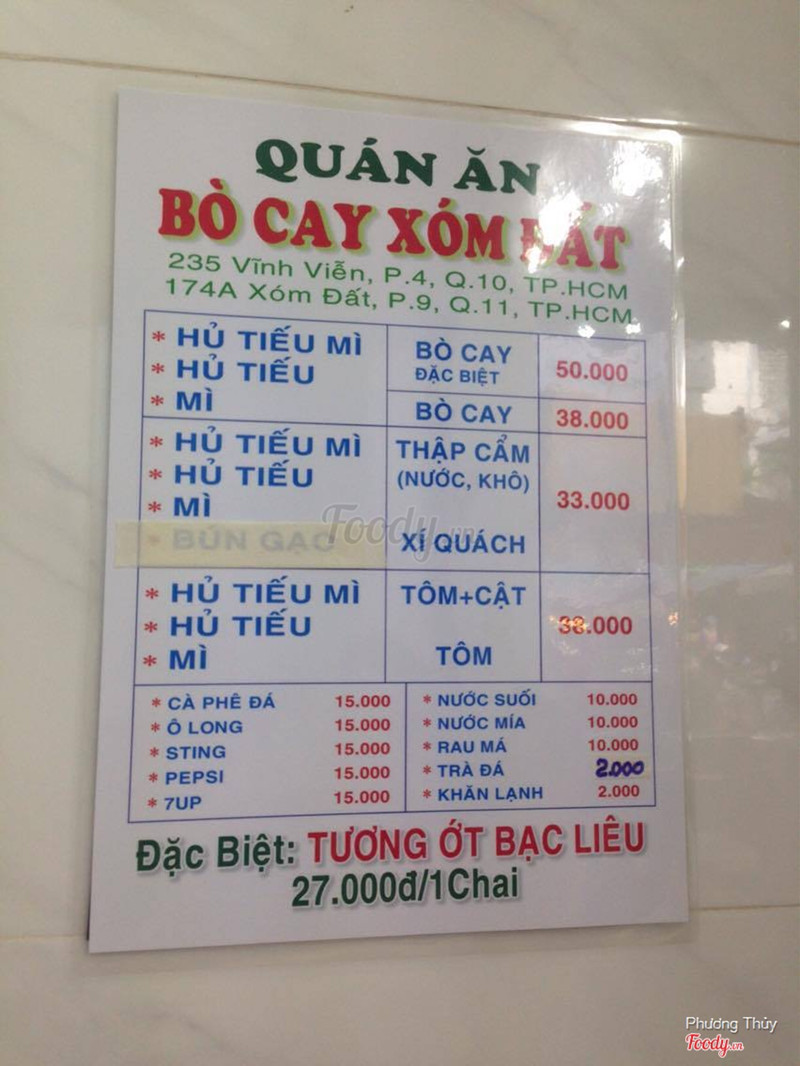 QUÁN ĂN
BÒ CAY XÓM ĐẤT
235 Vĩnh Viễn, P.4, Q.10, TP.HCM
174A Xóm Đất, P.9, Q.11, TP.HCM
* HỦ TIẾU MÌ
* HỦ TIẾU
* MÌ
BÒ CAY
ĐẶC BIỆT
50.000
BÒ CAY
38.000
* HỦ TIẾU MÌ
* HỦ TIẾU
* MÌ
* BÚN GẠO
THẬP CẨM
(NƯỚC, KHÔ)
XÍ QUÁCH
33.000
* HỦ TIẾU MÌ
* HỦ TIẾU
* MÌ
TÔM+CẬT
TÔM
38.000
* CÀ PHÊ ĐÁ 15.000
* Ô LONG 15.000
* STING 15.000
* PEPSI 15.000
* 7UP 15.000
* NƯỚC SUỐI 10.000
* NƯỚC MÍA 10.000
* RAU MÁ 10.000
* TRÀ ĐÁ 2.000
* KHĂN LẠNH 2.000
Đặc Biệt: TƯƠNG ỚT BẠC LIÊU
27.000đ/1Chai
Foody.vn
Phương Thủy
Foody.vn